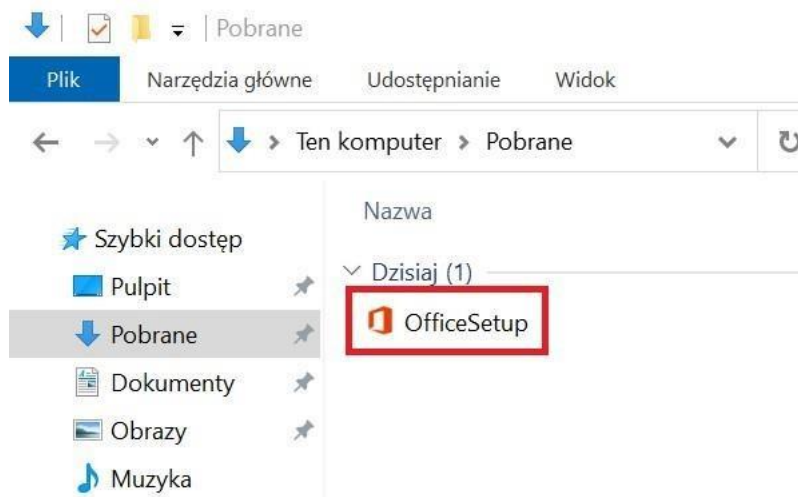 Pobrane
Plik Narzędzia główne Udostępnianie Widok
Ten komputer > Pobrane
Nazwa
Szybki dostęp
Dzisiaj (1)
Pulpit
OfficeSetup
Pobrane
Dokumenty
Obrazy
Muzyka